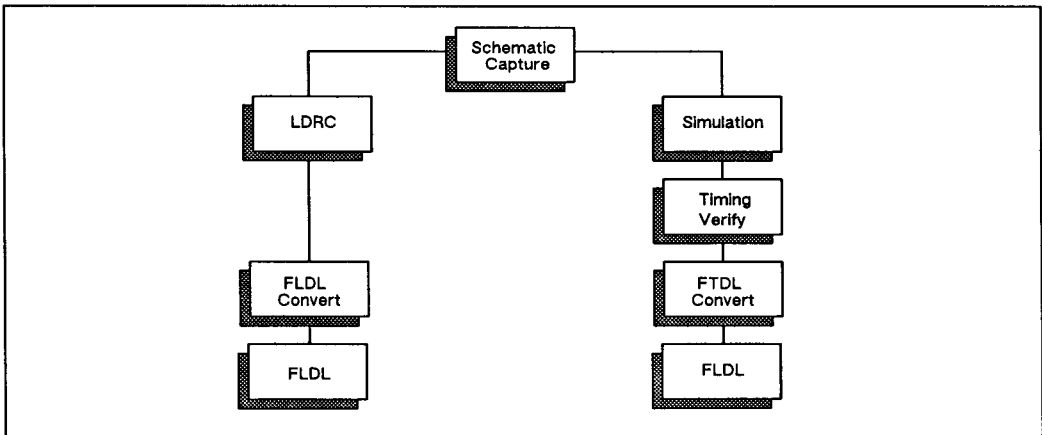 Schematic
Capture
LDRC
Simulation
Timing
Verify
FLDL
Convert
FTDL
Convert
FLDL
FLDL